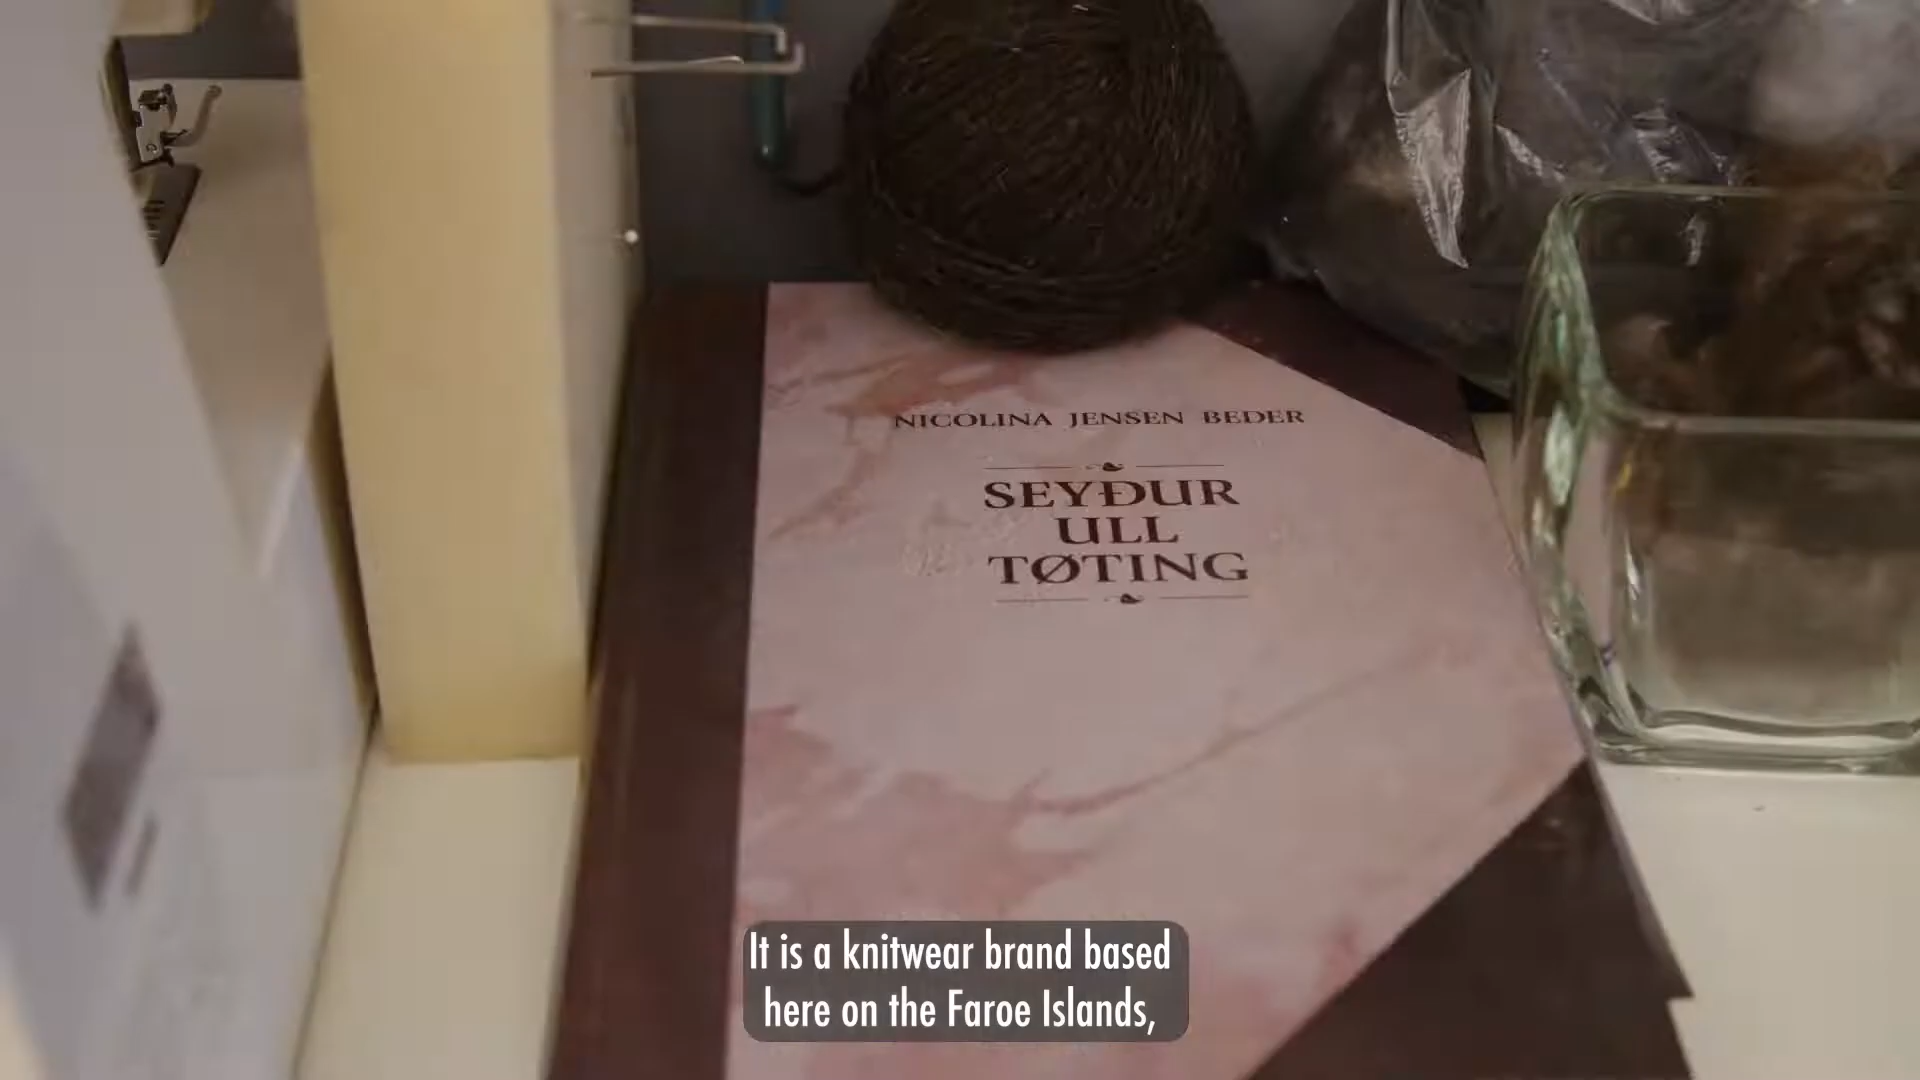 NICOLINA JENSEN BEDER
SEYÐUR
ULL
TØTING
It is a knitwear brand based
here on the Faroe Islands,